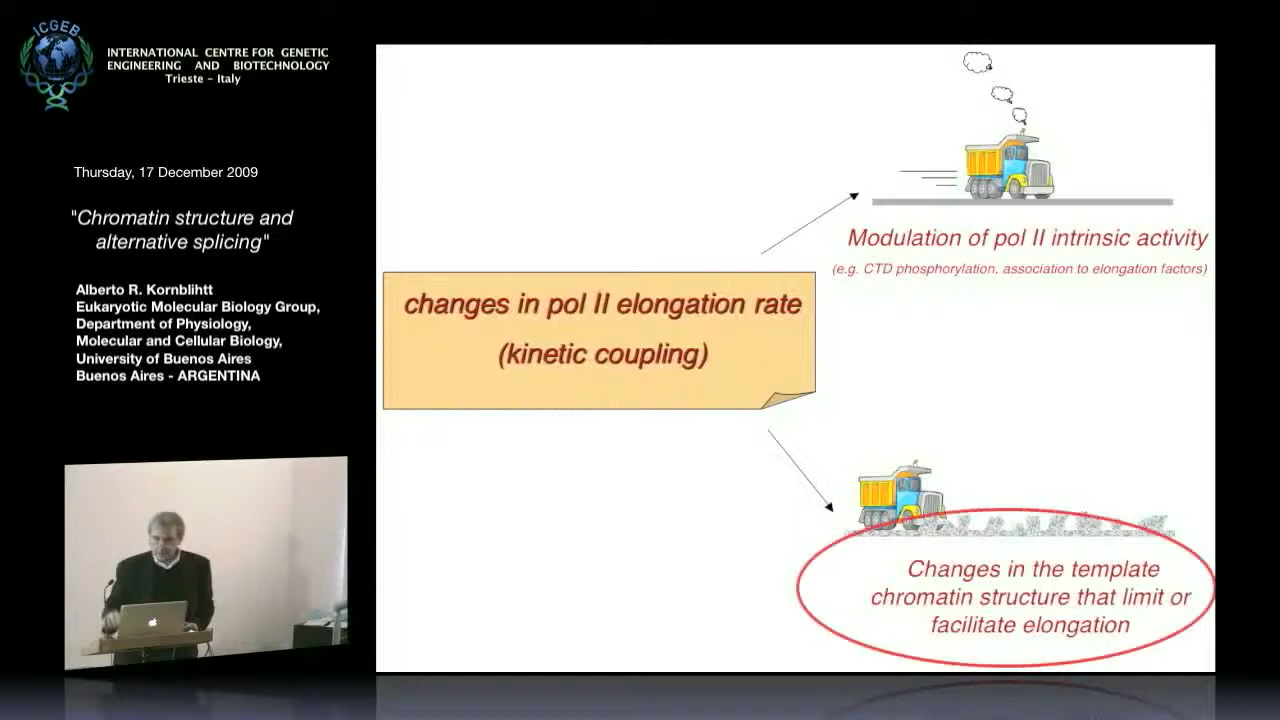 ICGEB
INTERNATIONAL CENTRE FOR GENETIC
ENGINEERING AND BIOTECHNOLOGY
Trieste - Italy
Thursday, 17 December 2009
"Chromatin structure and
alternative splicing"
Alberto R. Kornblihtt
Eukaryotic Molecular Biology Group,
Department of Physiology,
Molecular and Cellular Biology,
University of Buenos Aires
Buenos Aires - ARGENTINA
changes in pol II elongation rate
(kinetic coupling)
Modulation of pol II intrinsic activity
(e.g. CTD phosphorylation, association to elongation factors)
Changes in the template
chromatin structure that limit or
facilitate elongation